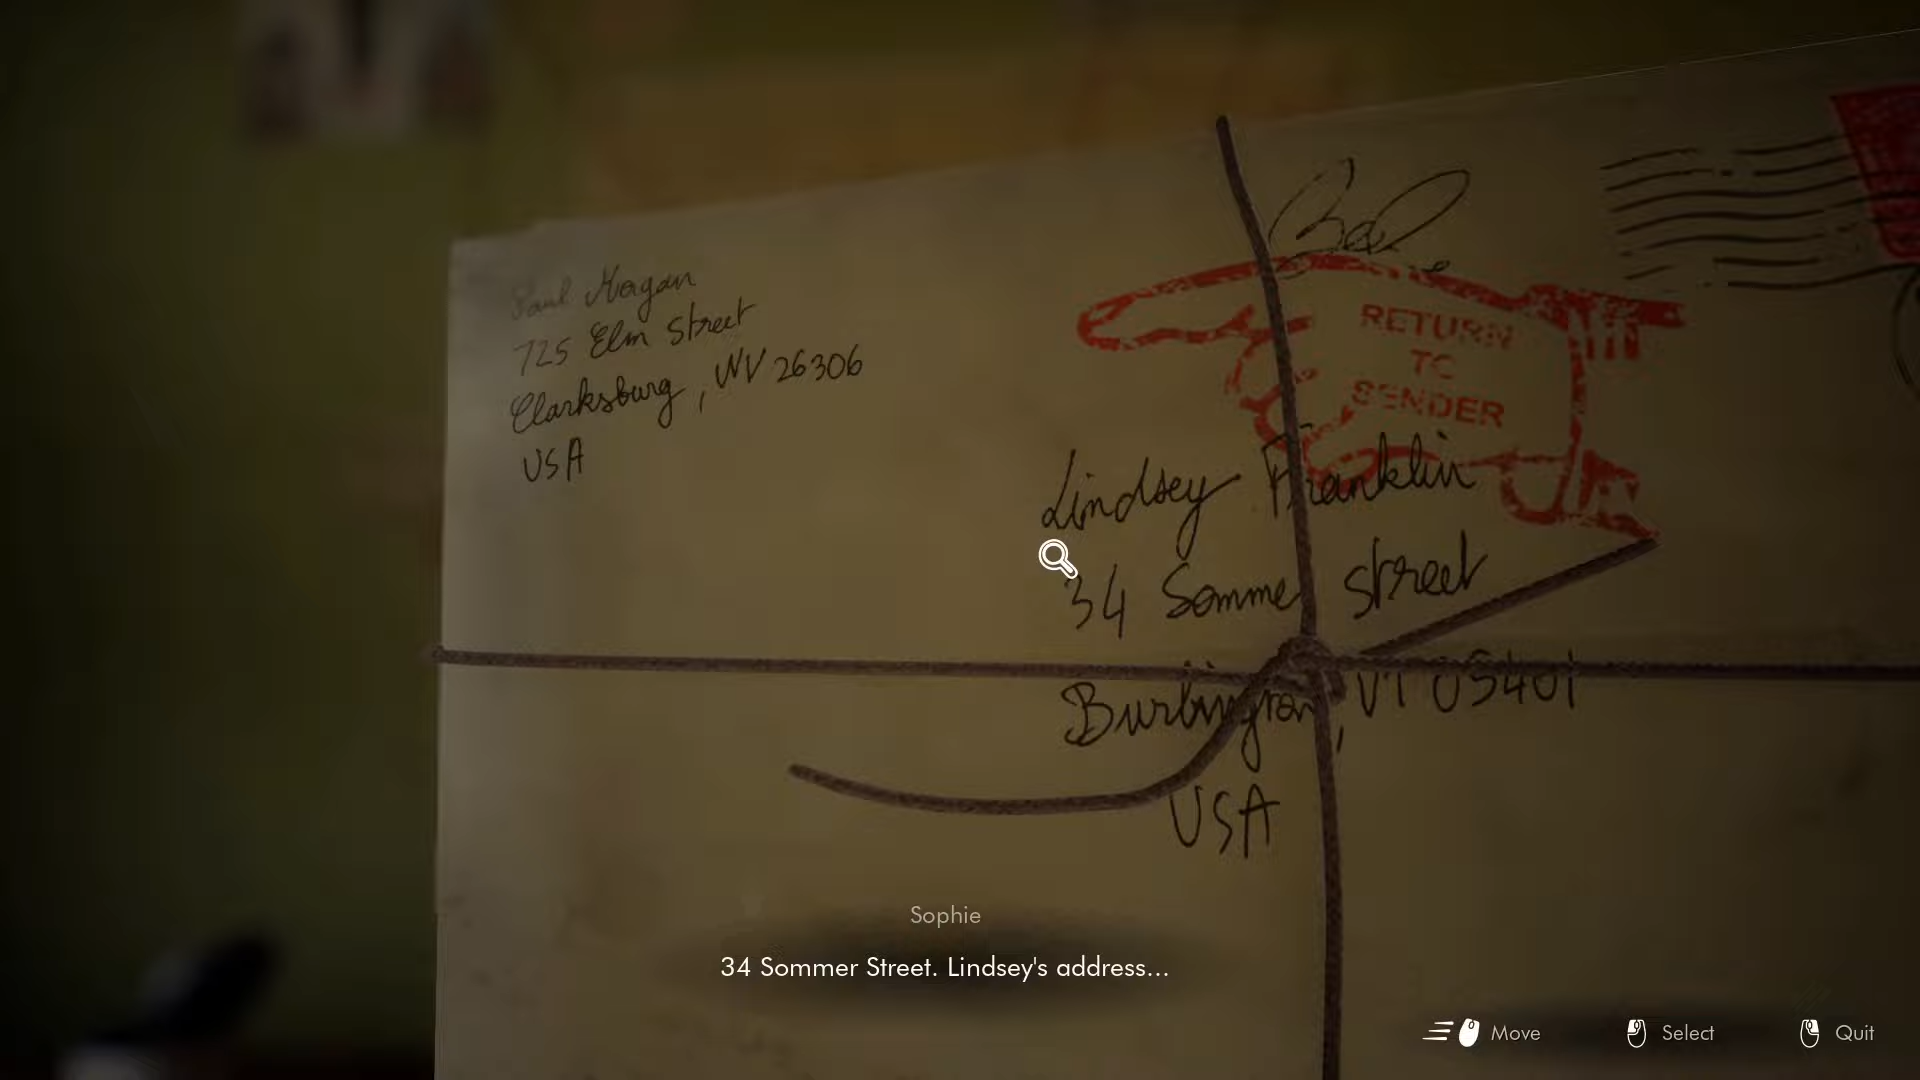 Paul Hogan
725 Elm Street
Clarksburg, WV 26306
USA
RETURN
TO
SENDER
Lindsey Franklin
34 Sommer Street
Burlington, VT 05401
USA
Sophie
34 Sommer Street. Lindsey's address...
Move
Select
Quit